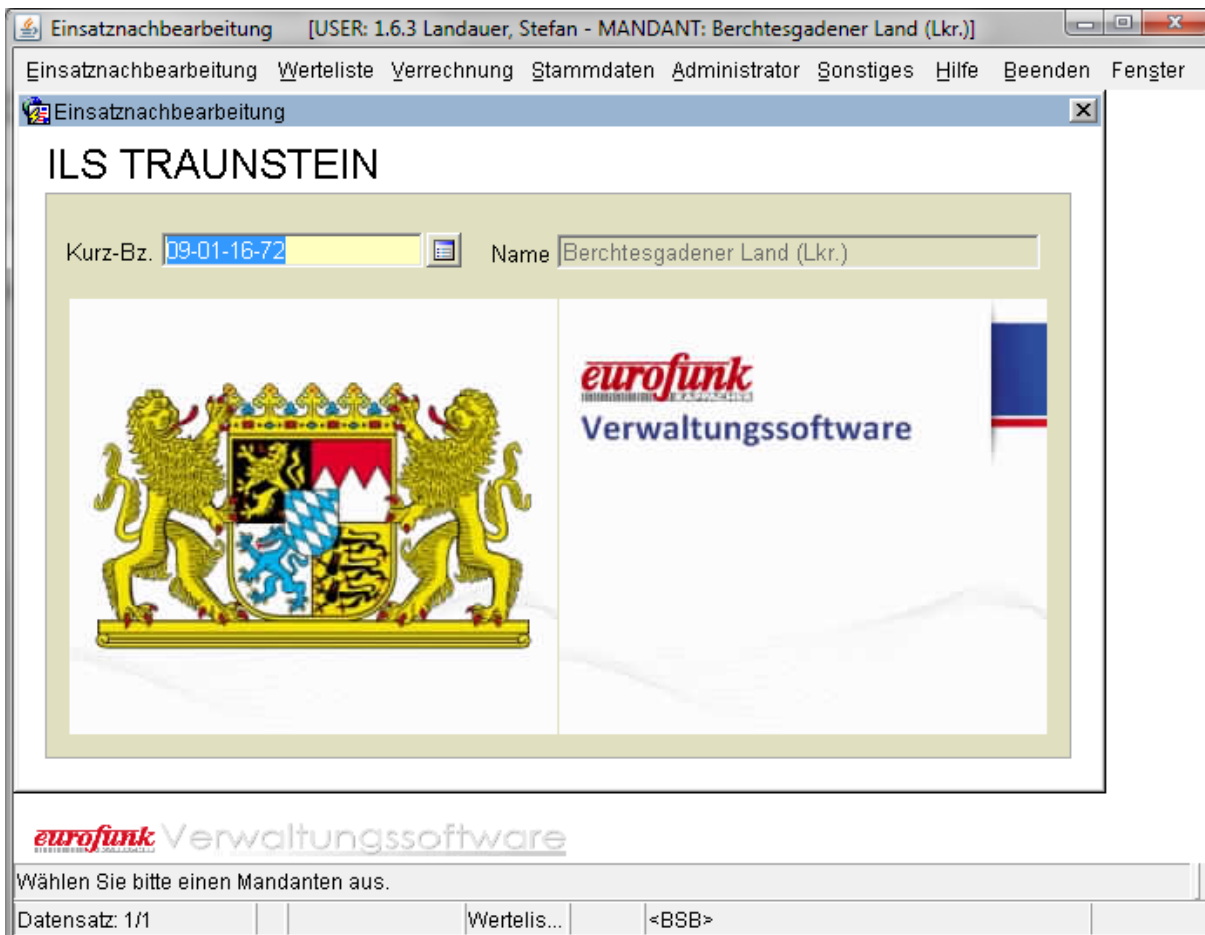 Einsatznachbearbeitung [USER: 1.6.3 Landauer, Stefan - MANDANT: Berchtesgadener Land (Lkr.)]
Einsatznachbearbeitung Werteliste Verrechnung Stammdaten Administrator Sonstiges Hilfe Beenden Fenster
Einsatznachbearbeitung
ILS TRAUNSTEIN
Kurz-Bz. 09-01-16-72 Name Berchtesgadener Land (Lkr.)
eurofunk
KAPPACHER
Verwaltungssoftware
eurofunk Verwaltungssoftware
Wählen Sie bitte einen Mandanten aus.
Datensatz: 1/1 Wertelis... <BSB>